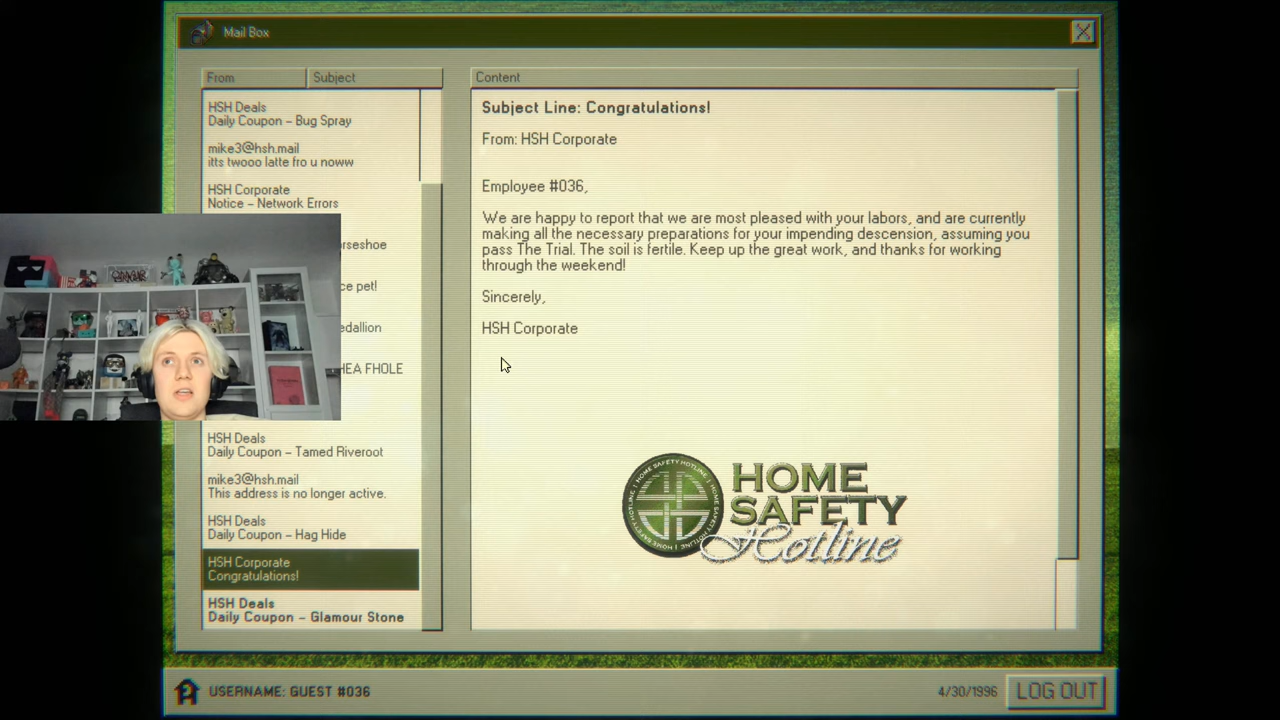 Mail Box
From Subject
Content
HSH Deals
Daily Coupon – Bug Spray
mike3@hsh.mail
itts twooo latte fro u noww
HSH Corporate
Notice – Network Errors
orseshoe
ce pet!
edallion
HEA FHOLE
HSH Deals
Daily Coupon – Tamed Riveroot
mike3@hsh.mail
This address is no longer active.
HSH Deals
Daily Coupon – Hag Hide
HSH Corporate
Congratulations!
HSH Deals
Daily Coupon – Glamour Stone
Subject Line: Congratulations!
From: HSH Corporate
Employee #036,
We are happy to report that we are most pleased with your labors, and are currently
making all the necessary preparations for your impending descension, assuming you
pass The Trial. The soil is fertile. Keep up the great work, and thanks for working
through the weekend!
Sincerely,
HSH Corporate
HOME
SAFETY
Hotline
USERNAME: GUEST #036
4/30/1996
LOG OUT